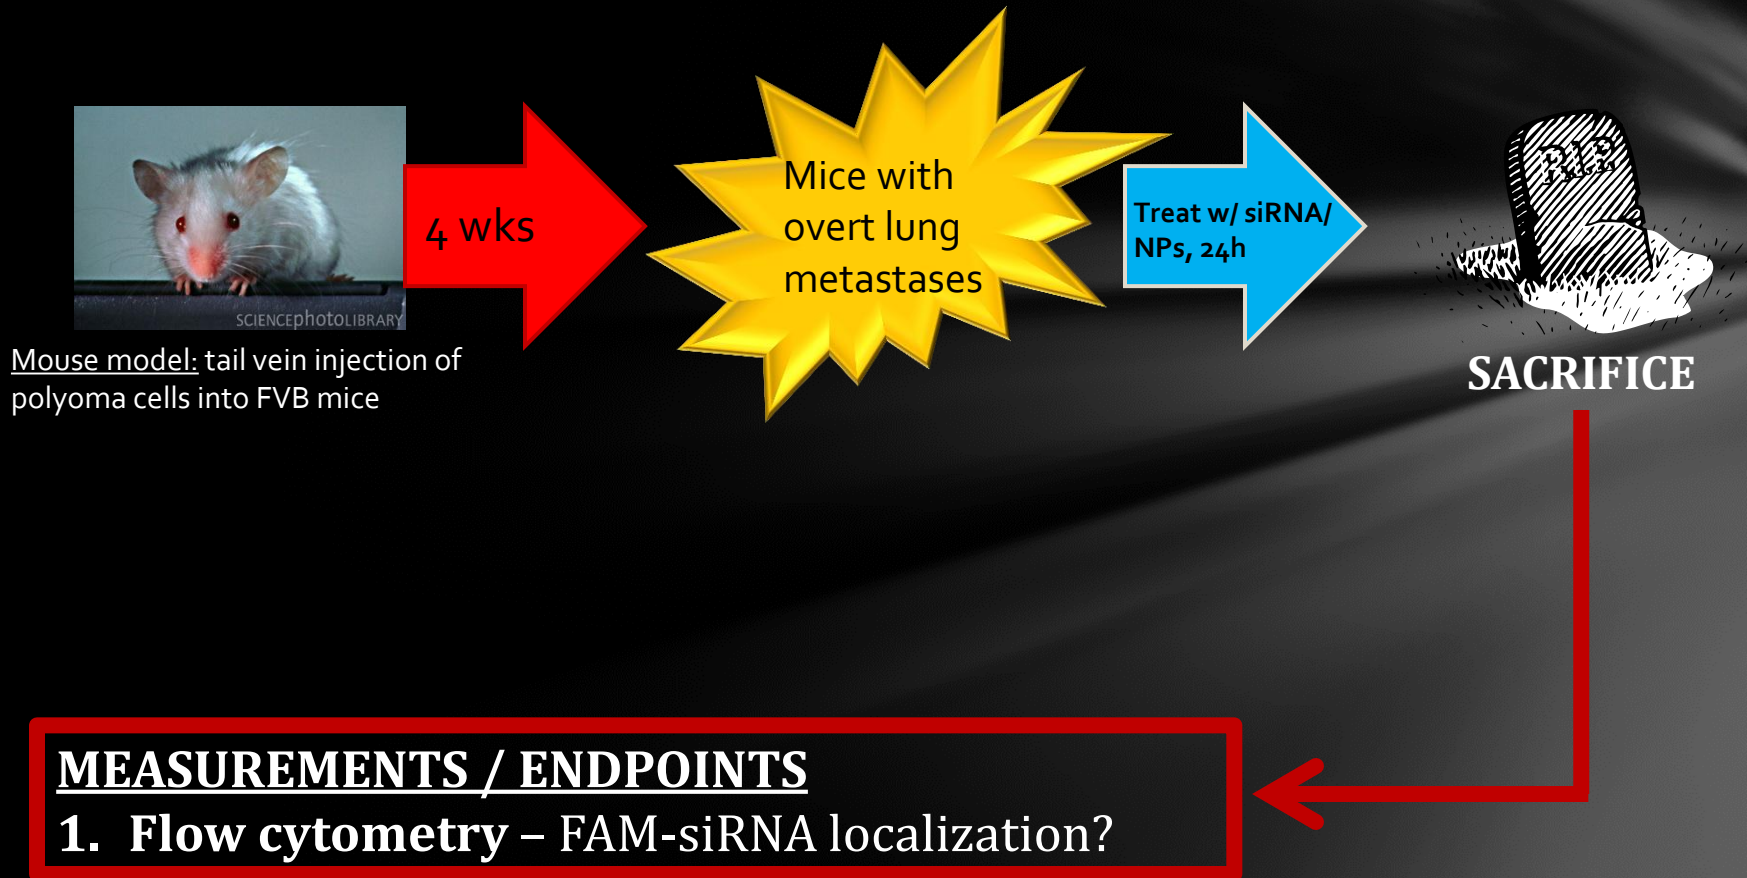 SCIENCEphotoLIBRARY
4 wks
Mice with
overt lung
metastases
Treat w/ siRNA/
NPs, 24h
RIP
SACRIFICE
Mouse model: tail vein injection of
polyoma cells into FVB mice
MEASUREMENTS / ENDPOINTS
1. Flow cytometry – FAM-siRNA localization?